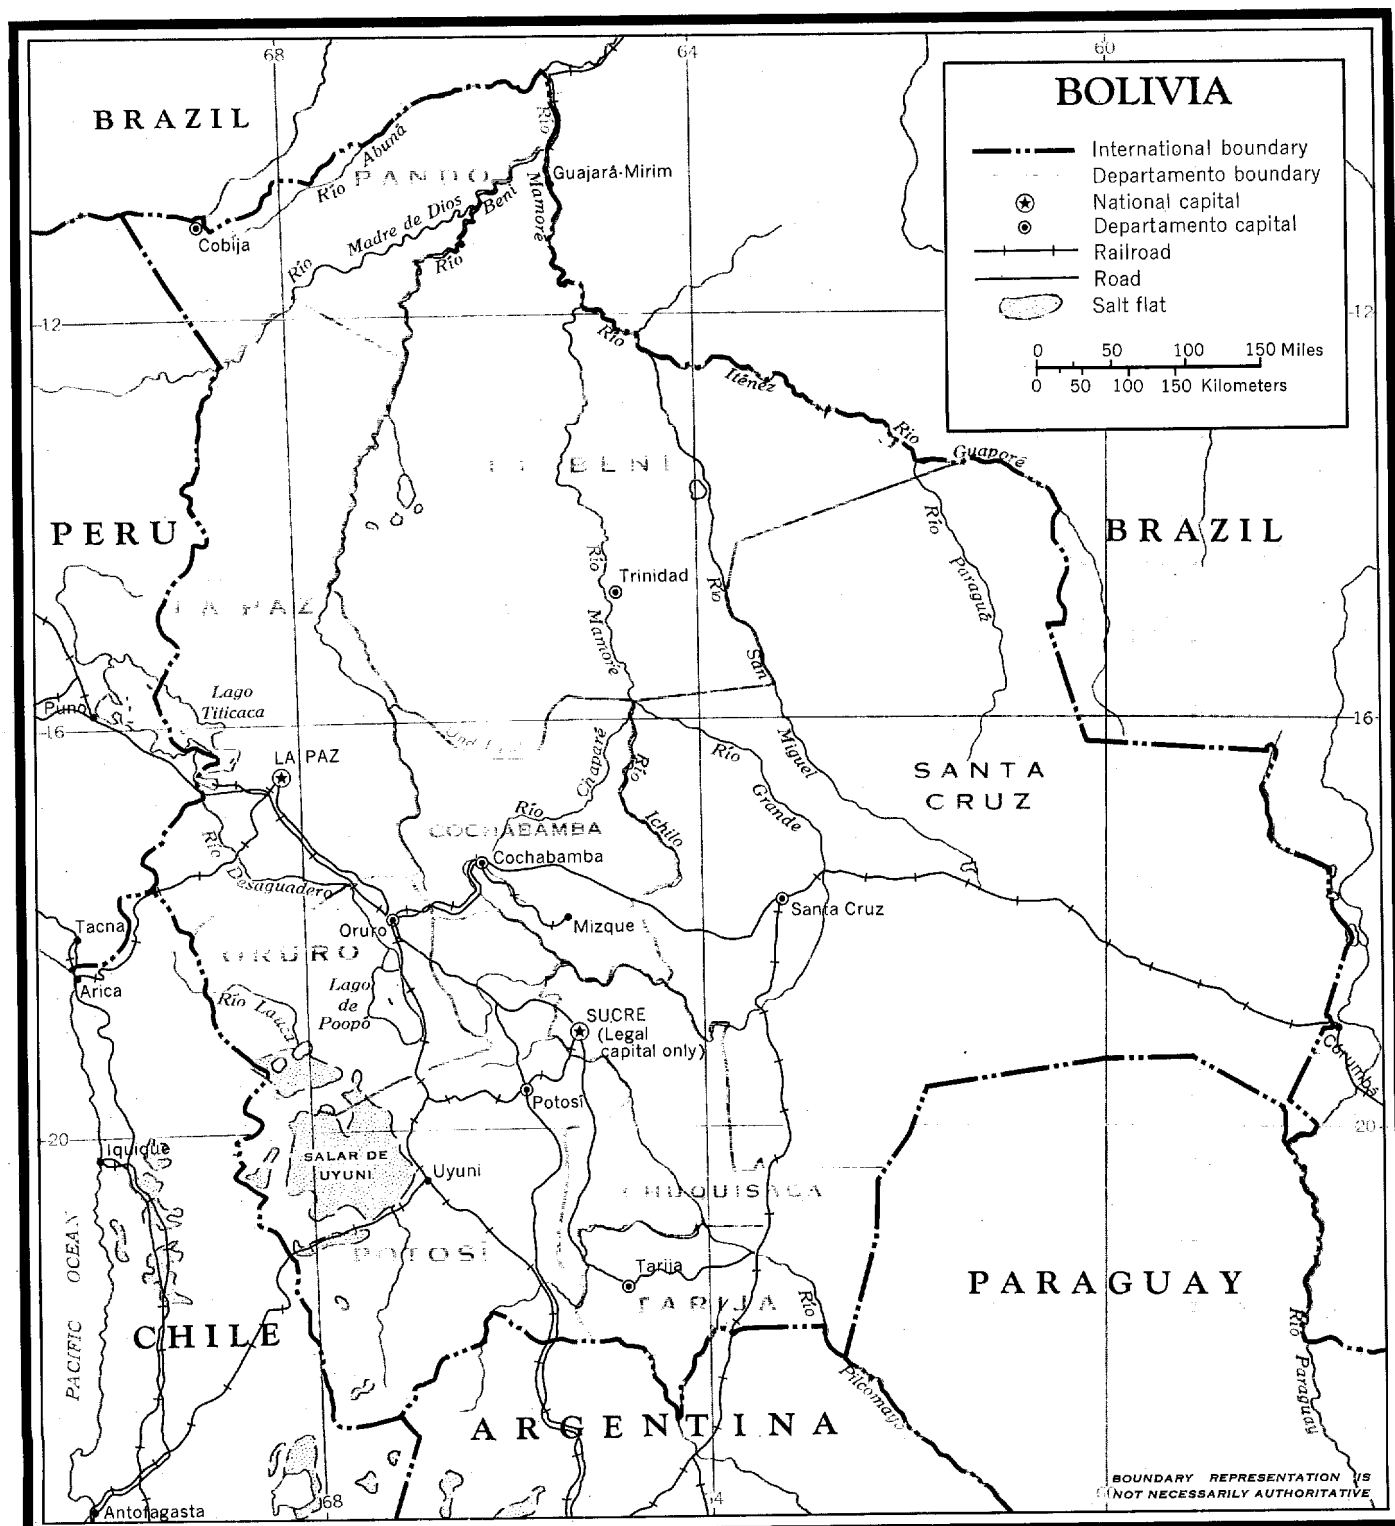 68
64
60
BRAZIL
BOLIVIA
International boundary
Departamento boundary
National capital
Departamento capital
Railroad
Road
Salt flat
0 50 100 150 Miles
0 50 100 150 Kilometers
Río Abuná
PANDO
Río
Mamoré
Guajará-Mirim
Cobija
Río Madre de Dios
Río Beni
12
12
Río
Iténez
Río
Guaporé
EL BENI
PERU
BRAZIL
Río Paraguá
LA PAZ
Trinidad
Río
Mamoré
Río
San
Miguel
Lago
Titicaca
Puno
16
16
LA PAZ
Río
Chaparé
Río
Ichilo
Río
Grande
SANTA
CRUZ
COCHABAMBA
Cochabamba
Río
Desaguadero
Mizque
Santa Cruz
Tacna
Oruro
ORURO
Arica
Río Lauca
Lago
de
Poopó
SUCRE
(Legal
capital only)
Corumbá
Potosí
20
20
Iquique
SALAR DE
UYUNI
Uyuni
CHUQUISACA
POTOSÍ
Tarija
TARIJA
PARAGUAY
PACIFIC OCEAN
CHILE
Río
Pilcomayo
Río Paraguay
ARGENTINA
BOUNDARY REPRESENTATION IS
NOT NECESSARILY AUTHORITATIVE
68
Antofagasta